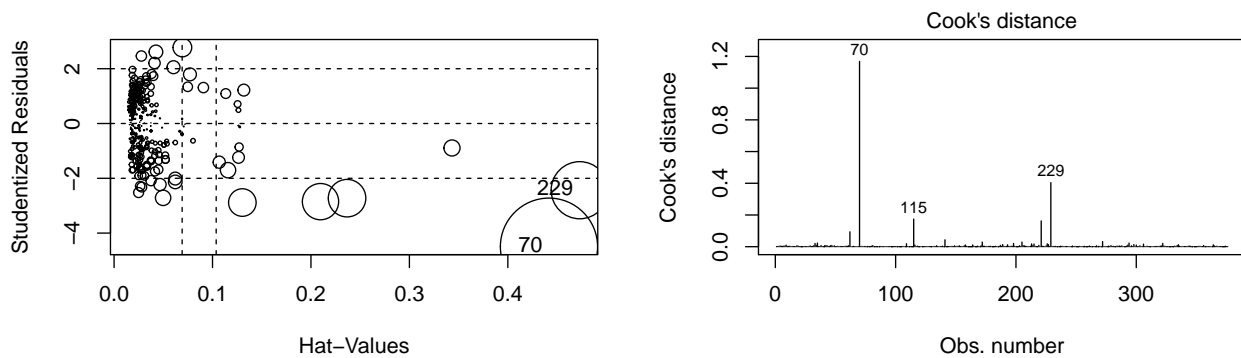 Studentized Residuals
2
0
−2
−4
229
70
0.0 0.1 0.2 0.3 0.4
Hat−Values
Cook's distance
Cook's distance
1.2
0.8
0.4
0.0
70
115
229
0 100 200 300
Obs. number